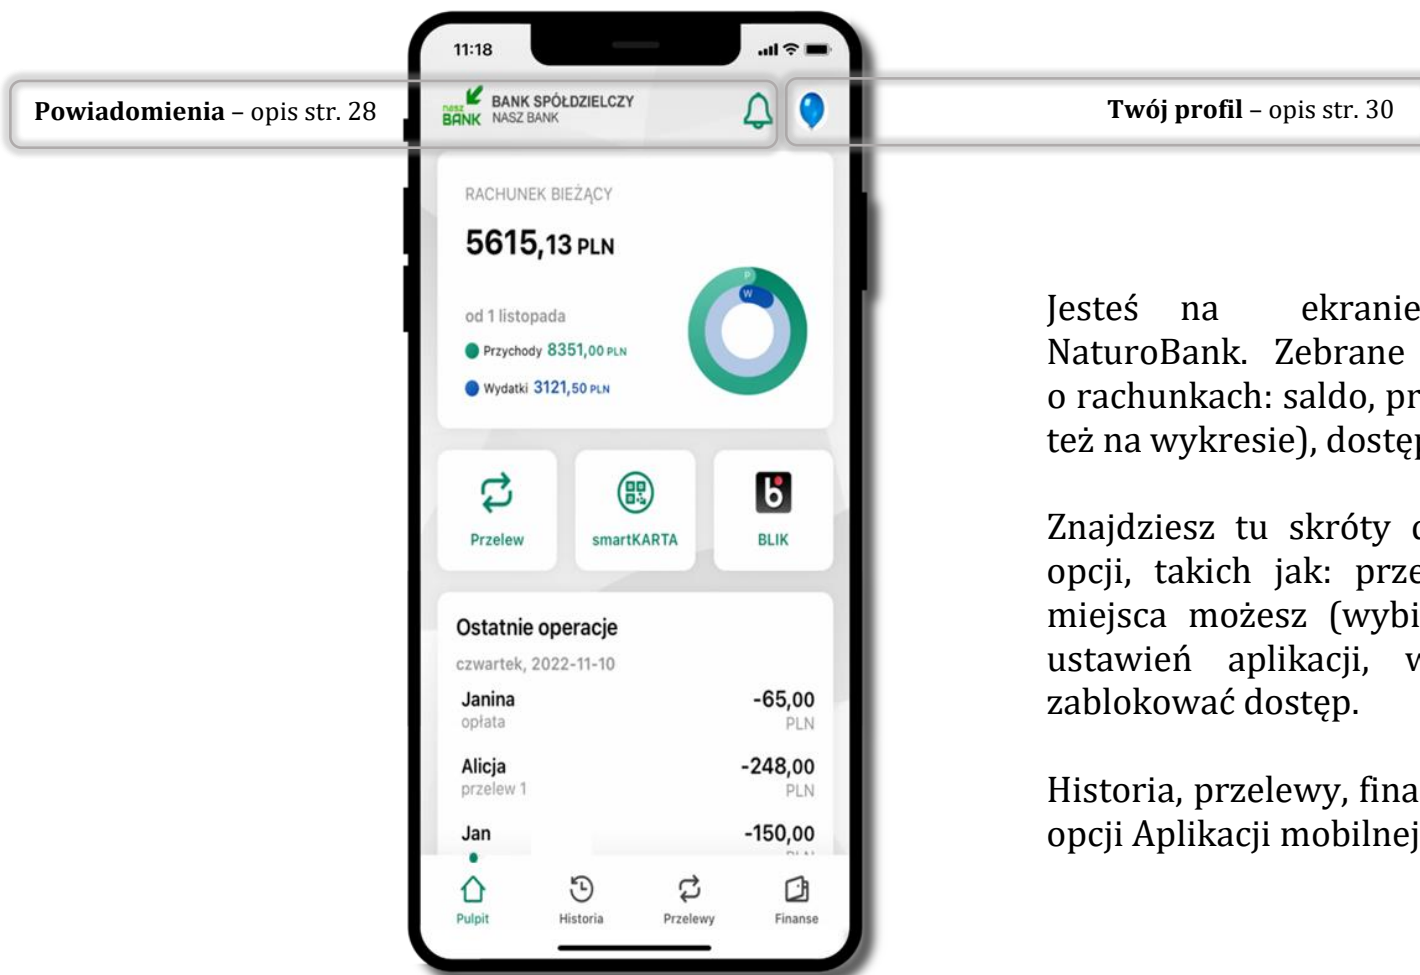 11:18
Powiadomienia – opis str. 28
nasz
BANK
BANK SPÓŁDZIELCZY
NASZ BANK
Twój profil – opis str. 30
RACHUNEK BIEŻĄCY
5615,13 PLN
od 1 listopada
Przychody 8351,00 PLN
Wydatki 3121,50 PLN
P
W
Przelew
smartKARTA
BLIK
Ostatnie operacje
czwartek, 2022-11-10
Janina -65,00
opłata PLN
Alicja -248,00
przelew 1 PLN
Jan -150,00
Pulpit
Historia
Przelewy
Finanse
Jesteś na ekranie
NaturoBank. Zebrane
o rachunkach: saldo, pr
też na wykresie), dostę
Znajdziesz tu skróty
opcji, takich jak: prze
miejsca możesz (wybi
ustawień aplikacji, w
zablokować dostęp.
Historia, przelewy, fina
opcji Aplikacji mobilnej